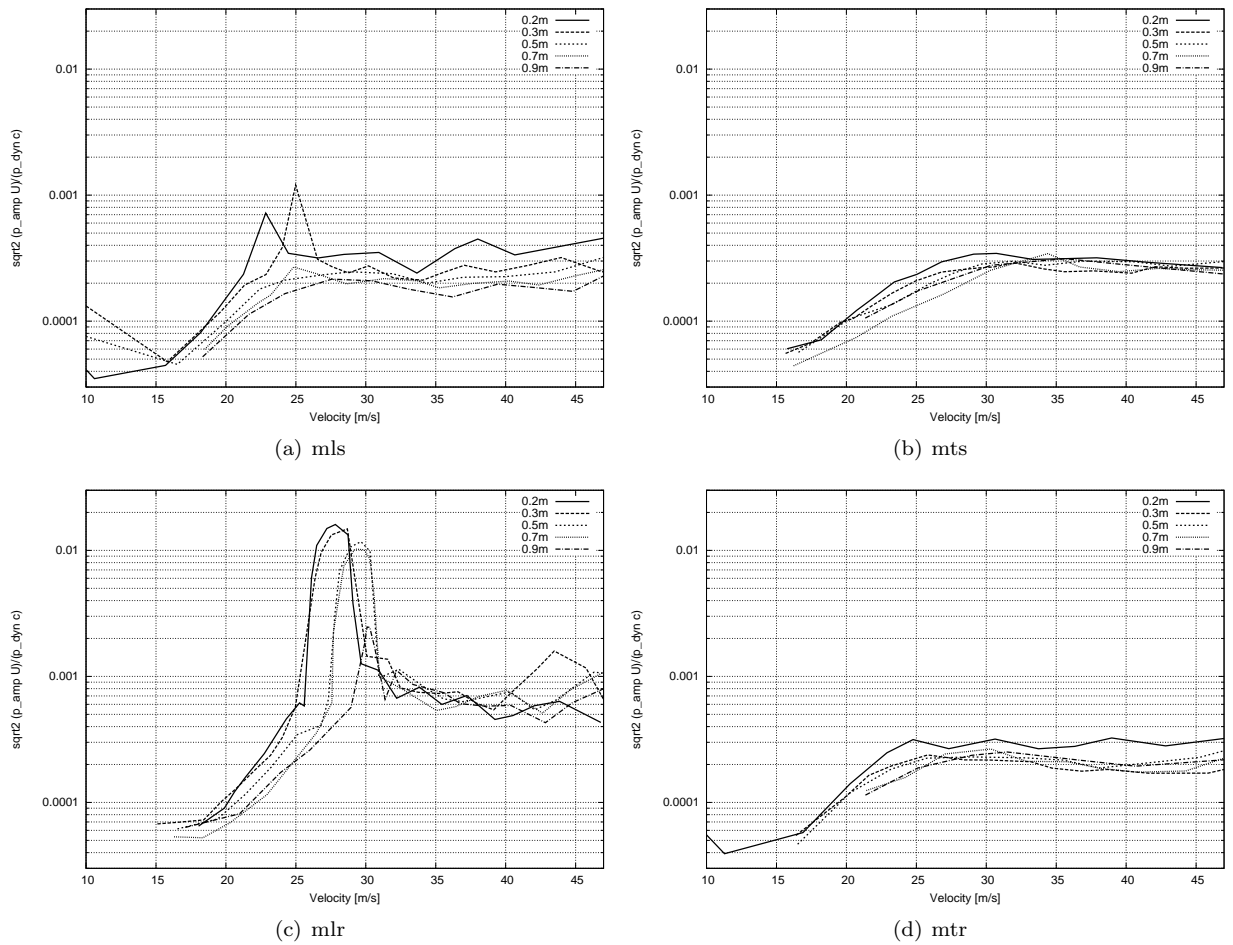 0.2m
0.3m
0.5m
0.7m
0.9m
0.01
0.001
0.0001
sqrt2 (p_amp U)/(p_dyn c)
10 15 20 25 30 35 40 45
Velocity [m/s]
(a) mls
0.2m
0.3m
0.5m
0.7m
0.9m
0.01
0.001
0.0001
sqrt2 (p_amp U)/(p_dyn c)
10 15 20 25 30 35 40 45
Velocity [m/s]
(b) mts
0.2m
0.3m
0.5m
0.7m
0.9m
0.01
0.001
0.0001
sqrt2 (p_amp U)/(p_dyn c)
10 15 20 25 30 35 40 45
Velocity [m/s]
(c) mlr
0.2m
0.3m
0.5m
0.7m
0.9m
0.01
0.001
0.0001
sqrt2 (p_amp U)/(p_dyn c)
10 15 20 25 30 35 40 45
Velocity [m/s]
(d) mtr